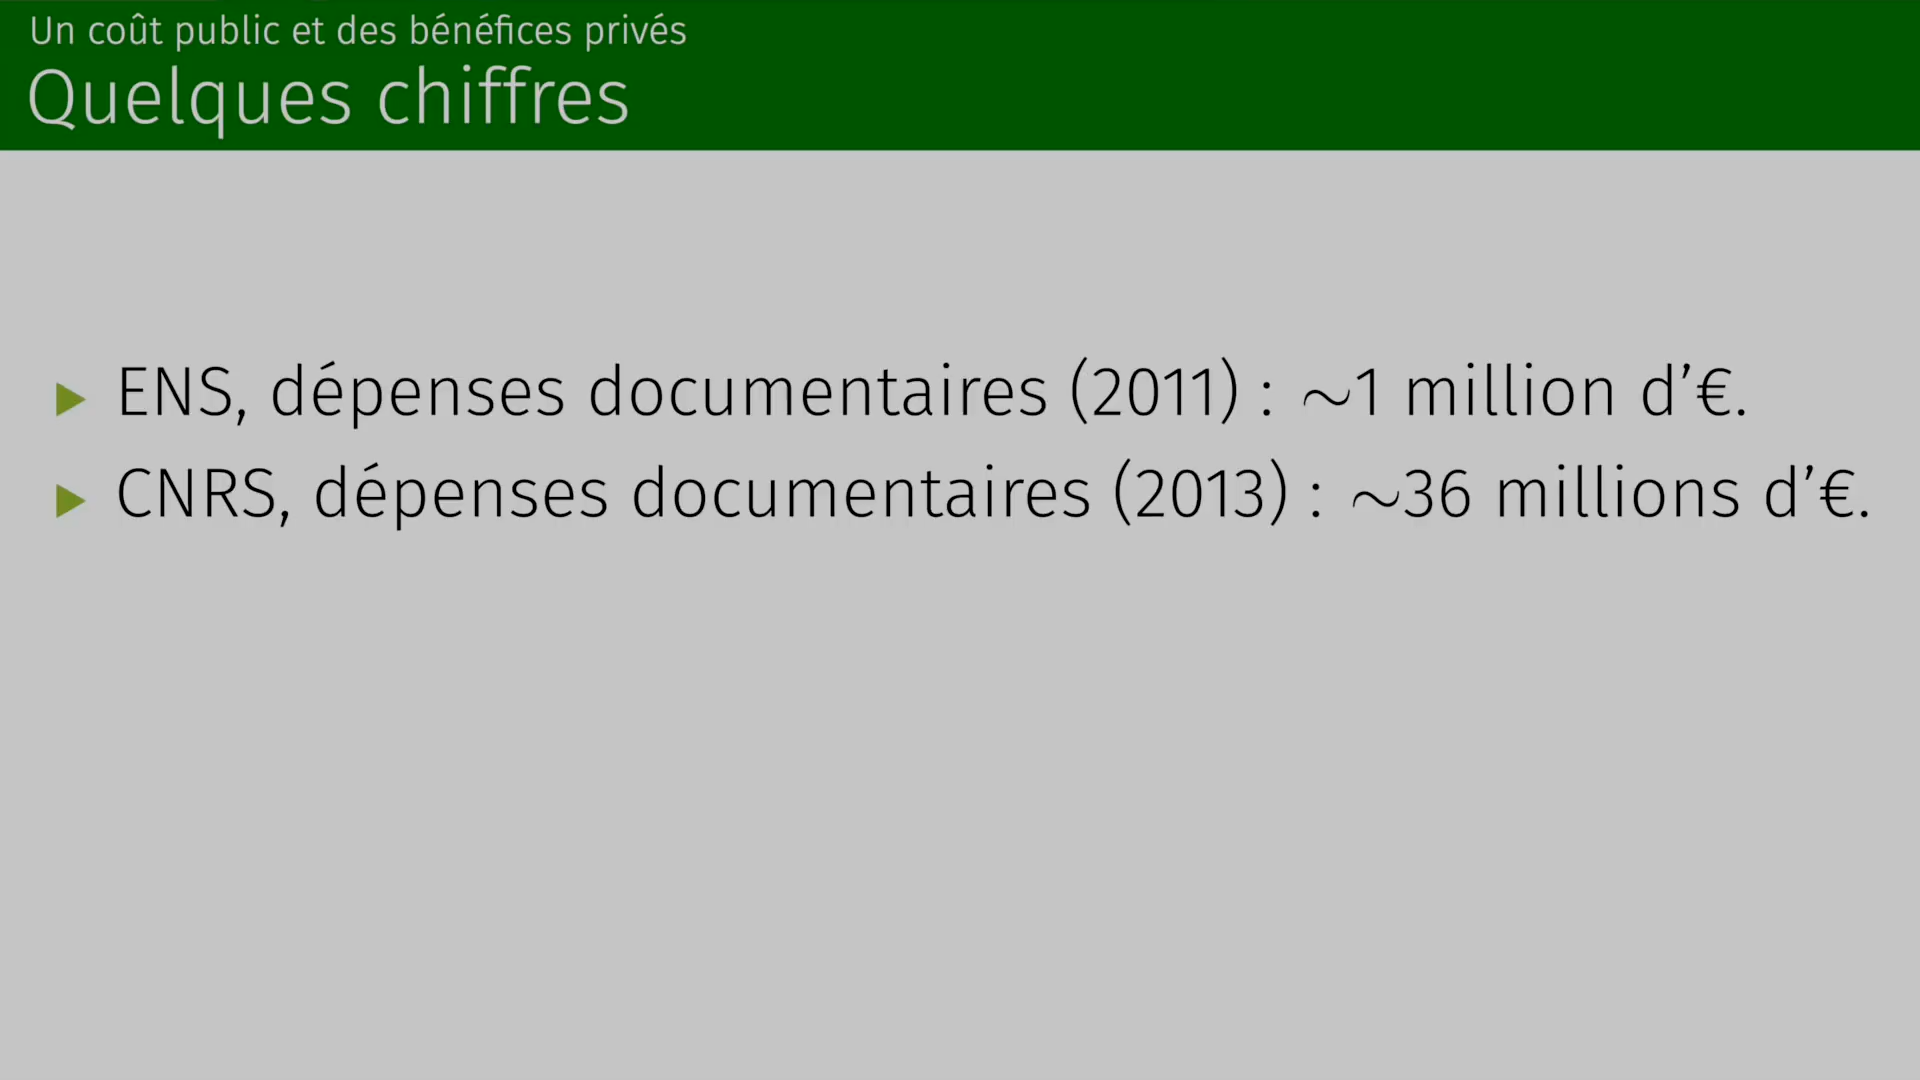 Un coût public et des bénéfices privés
Quelques chiffres
▶ ENS, dépenses documentaires (2011) : ∼1 million d’€.
▶ CNRS, dépenses documentaires (2013) : ∼36 millions d’€.